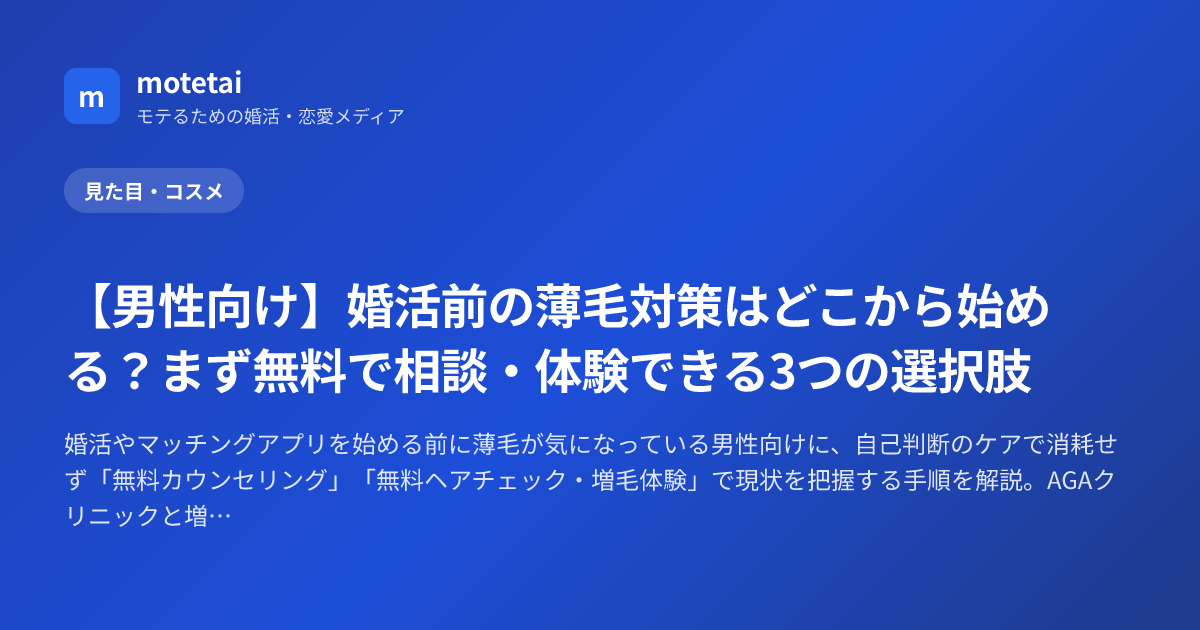 m
motetai
モテるための婚活・恋愛メディア
見た目・コスメ
【男性向け】婚活前の薄毛対策はどこから始め
る？まず無料で相談・体験できる3つの選択肢
婚活やマッチングアプリを始める前に薄毛が気になっている男性向けに、自己判断のケアで消耗せ
ず「無料カウンセリング」「無料ヘアチェック・増毛体験」で現状を把握する手順を解説。AGAク
リニックと増…